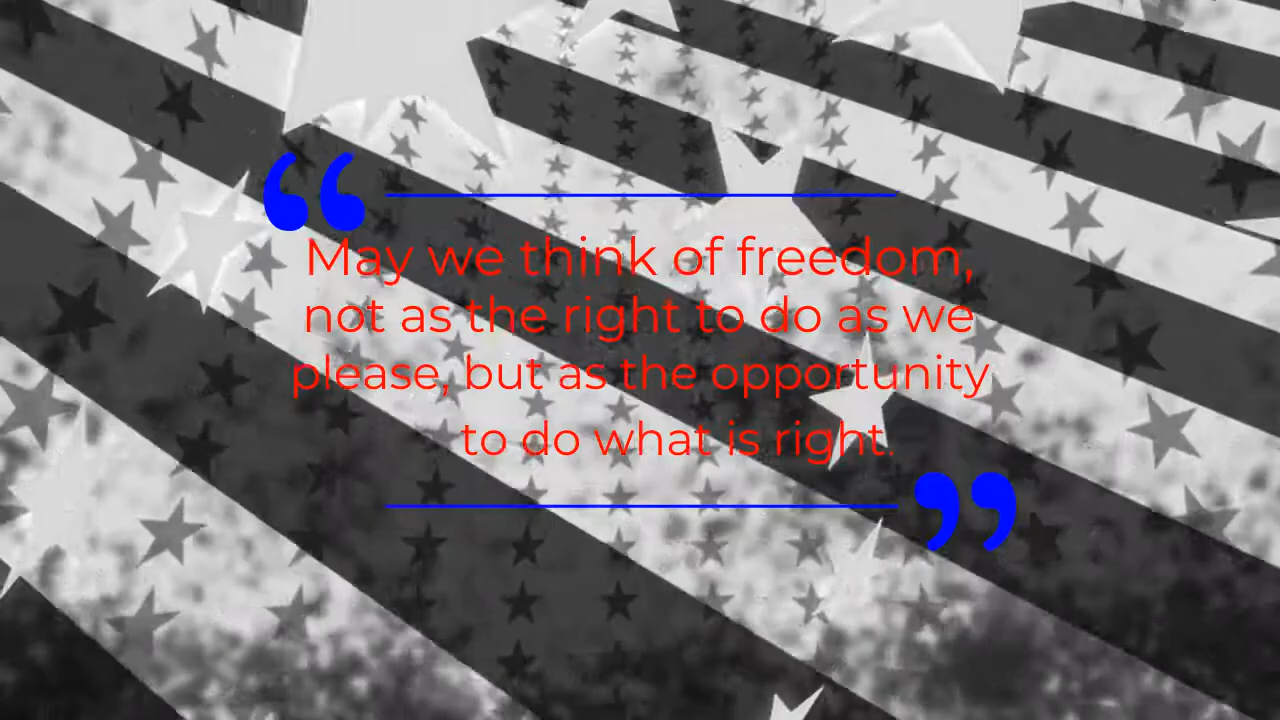 “
May we think of freedom,
not as the right to do as we
please, but as the opportunity
to do what is right.
”